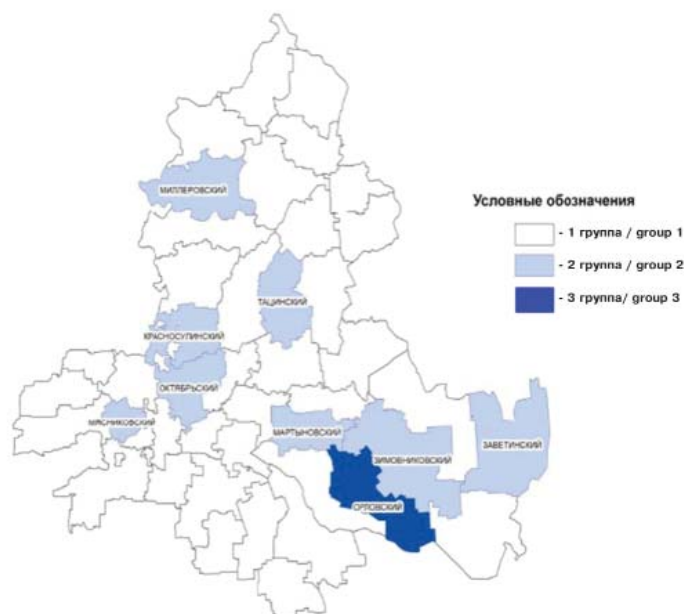 МИЛЛЕРОВСКИЙ
Условные обозначения
- 1 группа / group 1
- 2 группа / group 2
- 3 группа/ group 3
ТАЦИНСКИЙ
КРАСНОСУЛИНСКИЙ
ОКТЯБРЬСКИЙ
МЯСНИКОВСКИЙ
МАРТЫНОВСКИЙ
ЗИМОВНИКОВСКИЙ
ЗАВЕТИНСКИЙ
ОРЛОВСКИЙ